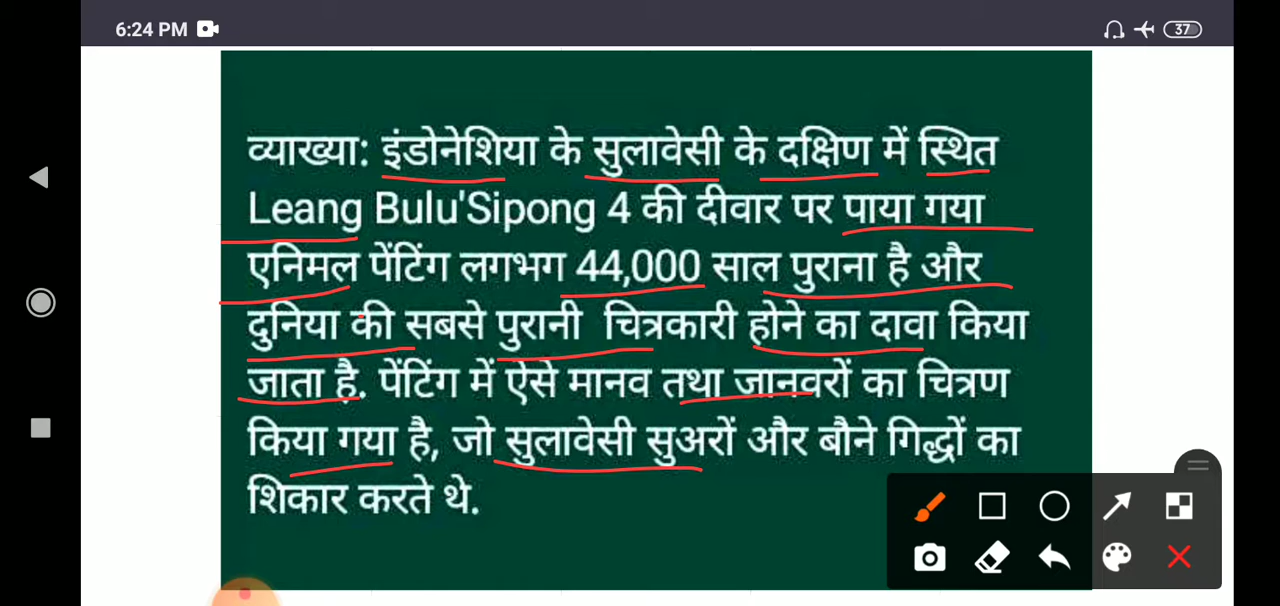 6:24 PM
37
व्याख्या: इंडोनेशिया के सुलावेसी के दक्षिण में स्थित
Leang Bulu'Sipong 4 की दीवार पर पाया गया
एनिमल पेंटिंग लगभग 44,000 साल पुराना है और
दुनिया की सबसे पुरानी चित्रकारी होने का दावा किया
जाता है. पेंटिंग में ऐसे मानव तथा जानवरों का चित्रण
किया गया है, जो सुलावेसी सुअरों और बौने गिद्धों का
शिकार करते थे.